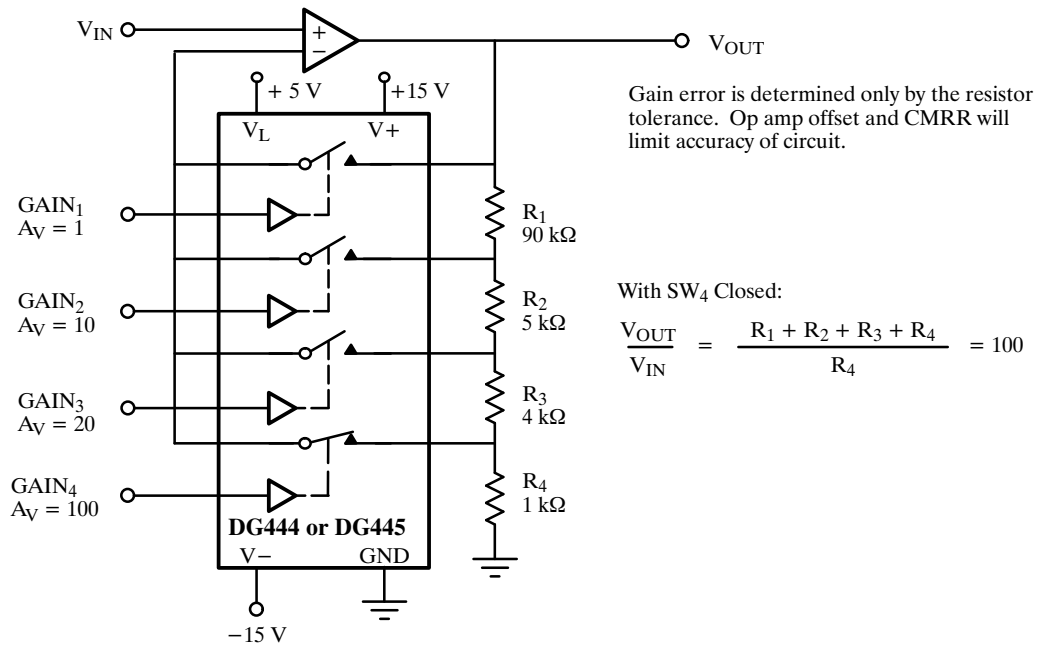 V_IN
+
−
V_OUT
+ 5 V
+15 V
V_L
V+
Gain error is determined only by the resistor
tolerance. Op amp offset and CMRR will
limit accuracy of circuit.
GAIN_1
A_V = 1
R_1
90 kΩ
GAIN_2
A_V = 10
R_2
5 kΩ
With SW_4 Closed:
V_OUT
V_IN
=
R_1 + R_2 + R_3 + R_4
R_4
= 100
GAIN_3
A_V = 20
R_3
4 kΩ
GAIN_4
A_V = 100
R_4
1 kΩ
DG444 or DG445
V−
GND
−15 V